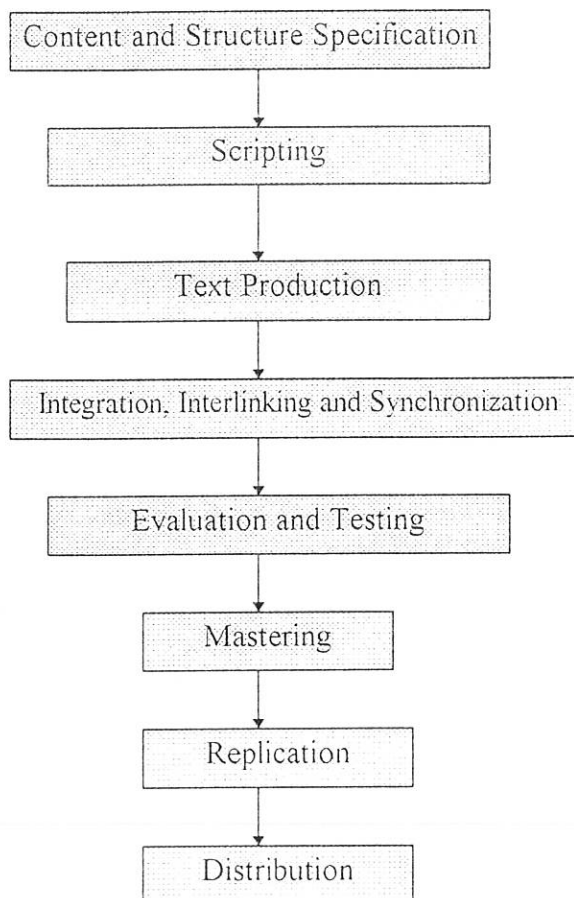 Content and Structure Specification
Scripting
Text Production
Integration, Interlinking and Synchronization
Evaluation and Testing
Mastering
Replication
Distribution